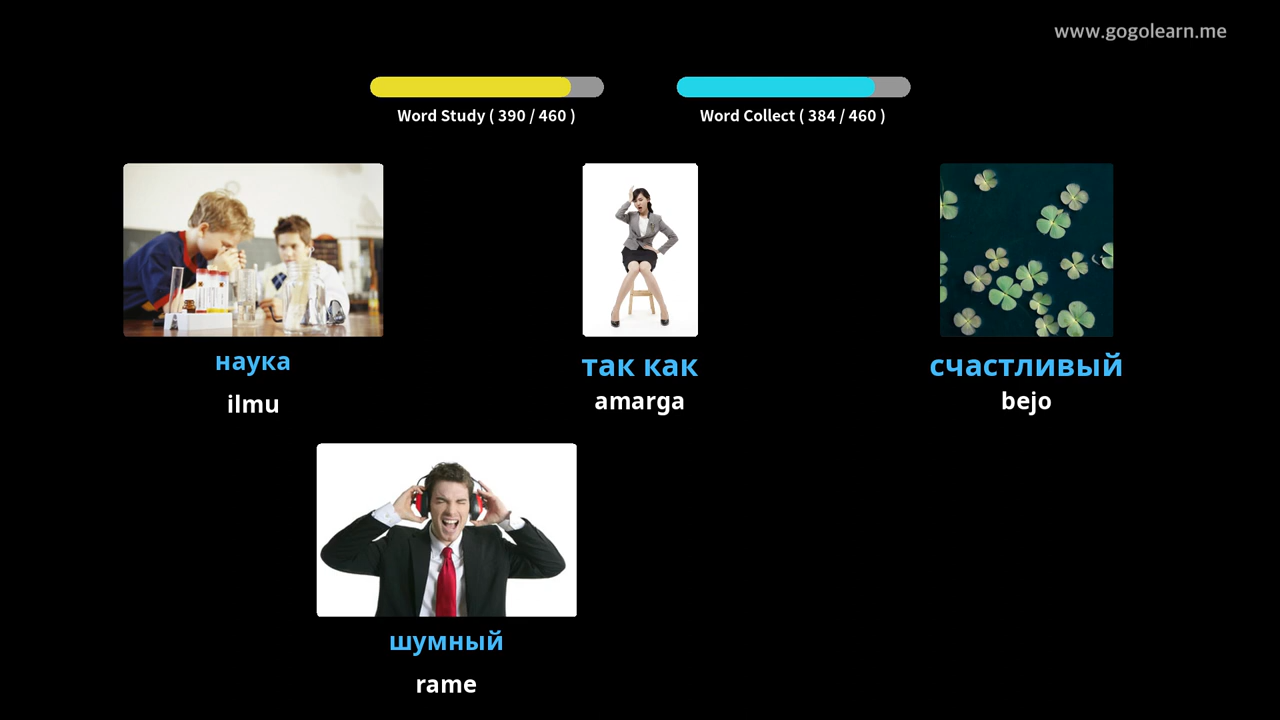 www.gogolearn.me
Word Study ( 390 / 460 )
Word Collect ( 384 / 460 )
наука
ilmu
так как
amarga
счастливый
bejo
шумный
rame